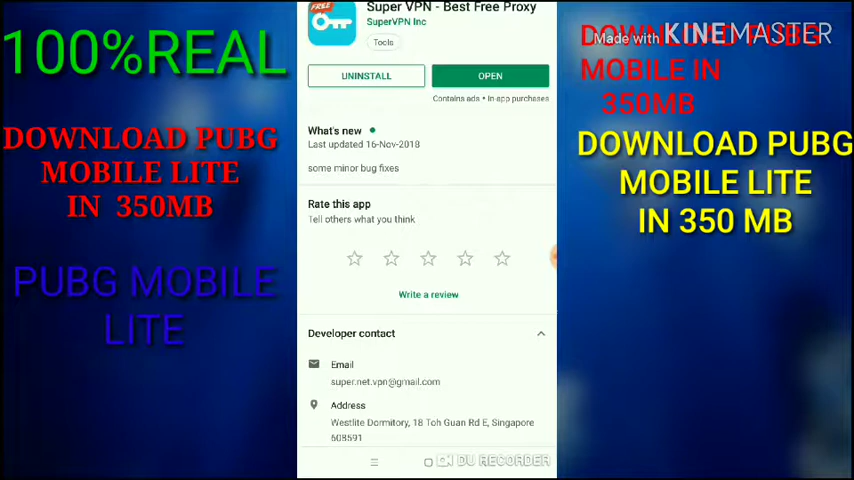 100%REAL
DOWNLOAD PUBG
MOBILE LITE
IN 350MB
PUBG MOBILE
LITE
FREE
Super VPN - Best Free Proxy
SuperVPN Inc
Tools
UNINSTALL
OPEN
Contains ads • In-app purchases
What's new
Last updated 16-Nov-2018
some minor bug fixes
Rate this app
Tell others what you think
Write a review
Developer contact
Email
super.net.vpn@gmail.com
Address
Westlite Dormitory, 18 Toh Guan Rd E, Singapore
608591
DU RECORDER
Made with KINEMASTER
DOWNLOAD PUBG
MOBILE IN
350MB
DOWNLOAD PUBG
MOBILE LITE
IN 350 MB